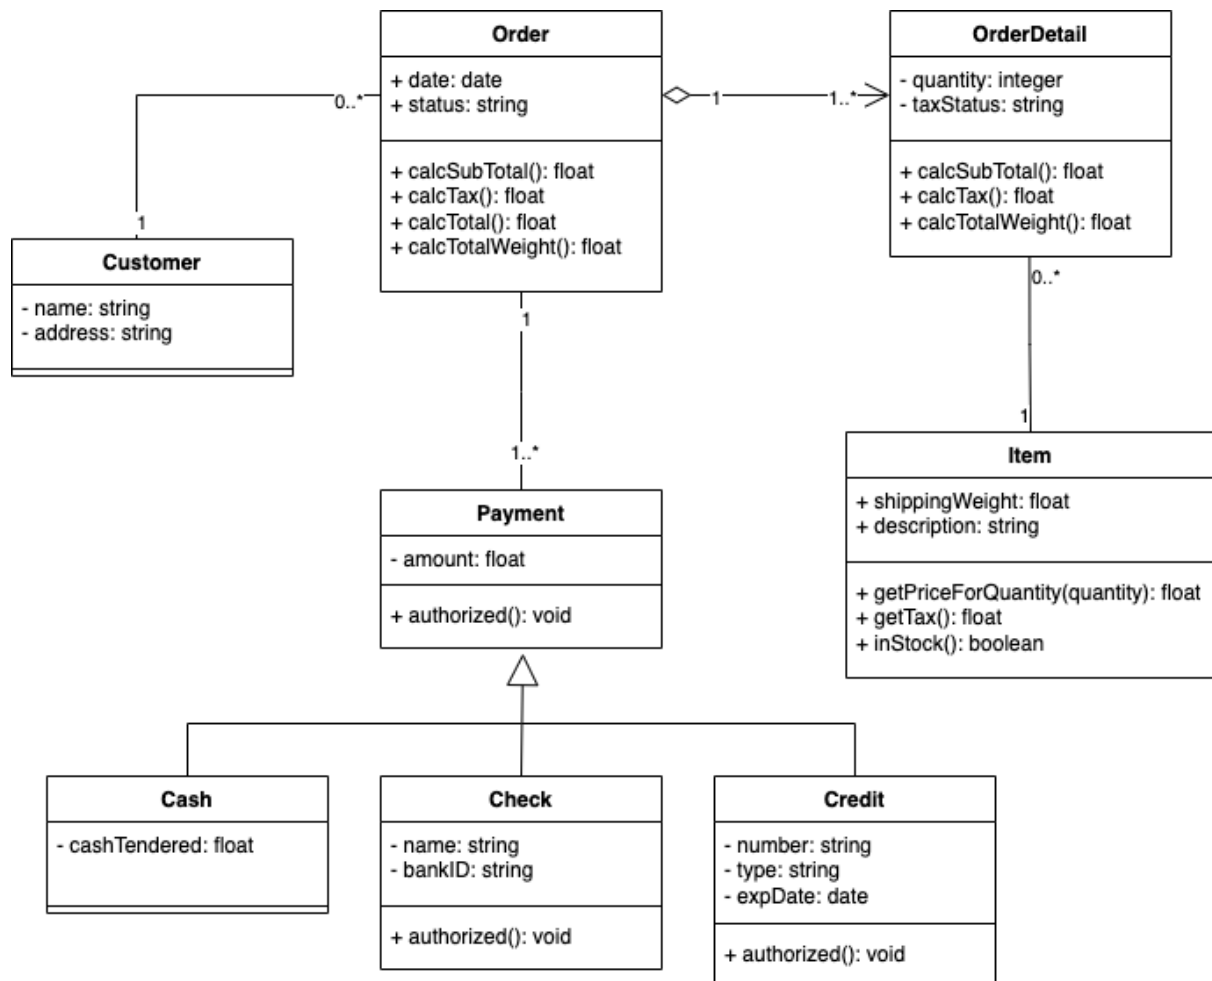 Order
+ date: date
+ status: string
+ calcSubTotal(): float
+ calcTax(): float
+ calcTotal(): float
+ calcTotalWeight(): float
OrderDetail
- quantity: integer
- taxStatus: string
+ calcSubTotal(): float
+ calcTax(): float
+ calcTotalWeight(): float
0..*
1
1..*
1
Customer
- name: string
- address: string
1
1..*
0..*
1
Payment
- amount: float
+ authorized(): void
Item
+ shippingWeight: float
+ description: string
+ getPriceForQuantity(quantity): float
+ getTax(): float
+ inStock(): boolean
Cash
- cashTendered: float
Check
- name: string
- bankID: string
+ authorized(): void
Credit
- number: string
- type: string
- expDate: date
+ authorized(): void